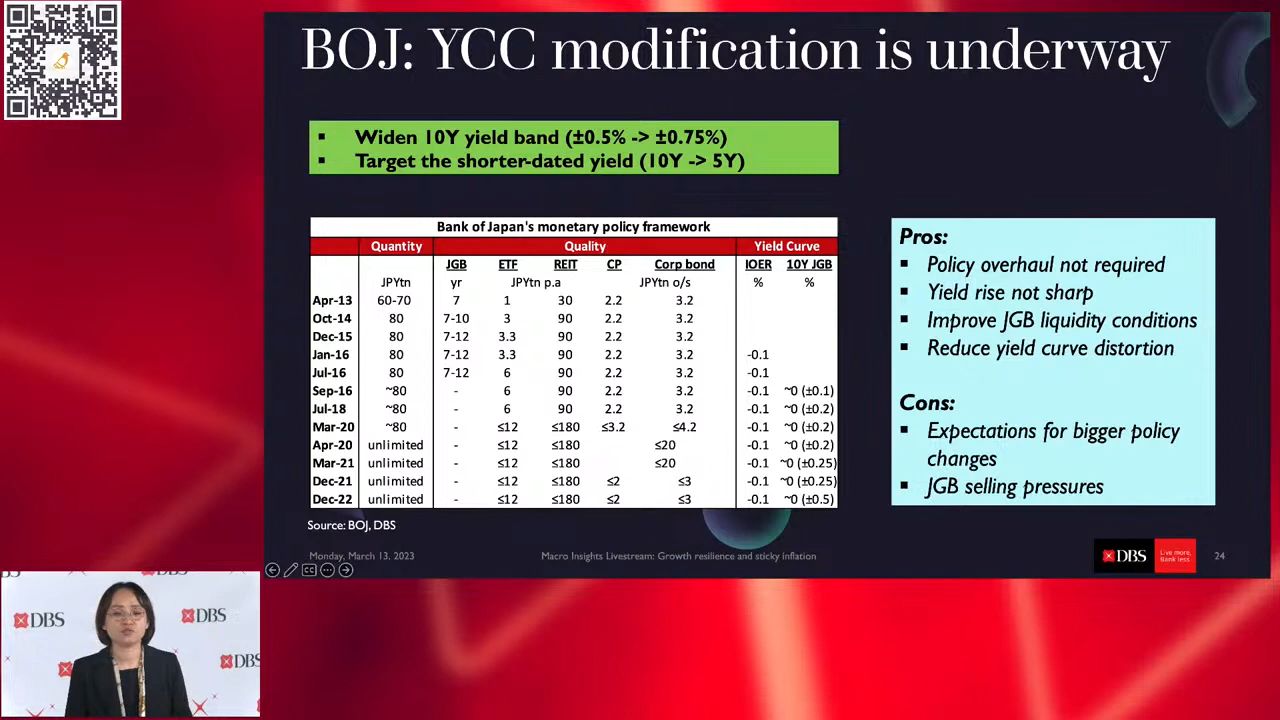 BOJ: YCC modification is underway
▪ Widen 10Y yield band (±0.5% -> ±0.75%)
▪ Target the shorter-dated yield (10Y -> 5Y)
Bank of Japan's monetary policy framework
Quantity Quality Yield Curve
JGB ETF REIT CP Corp bond IOER 10Y JGB
JPYtn yr JPYtn p.a JPYtn o/s % %
Apr-13 60-70 7 1 30 2.2 3.2
Oct-14 80 7-10 3 90 2.2 3.2
Dec-15 80 7-12 3.3 90 2.2 3.2
Jan-16 80 7-12 3.3 90 2.2 3.2 -0.1
Jul-16 80 7-12 6 90 2.2 3.2 -0.1
Sep-16 ~80 - 6 90 2.2 3.2 -0.1 ~0 (±0.1)
Jul-18 ~80 - 6 90 2.2 3.2 -0.1 ~0 (±0.2)
Mar-20 ~80 - ≤12 ≤180 ≤3.2 ≤4.2 -0.1 ~0 (±0.2)
Apr-20 unlimited - ≤12 ≤180 ≤20 -0.1 ~0 (±0.2)
Mar-21 unlimited - ≤12 ≤180 ≤20 -0.1 ~0 (±0.25)
Dec-21 unlimited - ≤12 ≤180 ≤2 ≤3 -0.1 ~0 (±0.25)
Dec-22 unlimited - ≤12 ≤180 ≤2 ≤3 -0.1 ~0 (±0.5)
Source: BOJ, DBS
Pros:
▪ Policy overhaul not required
▪ Yield rise not sharp
▪ Improve JGB liquidity conditions
▪ Reduce yield curve distortion
Cons:
▪ Expectations for bigger policy
changes
▪ JGB selling pressures
Monday, March 13, 2023 Macro Insights Livestream: Growth resilience and sticky inflation DBS Live more, 24
Bank less.
CC
DBS
DBS
DBS